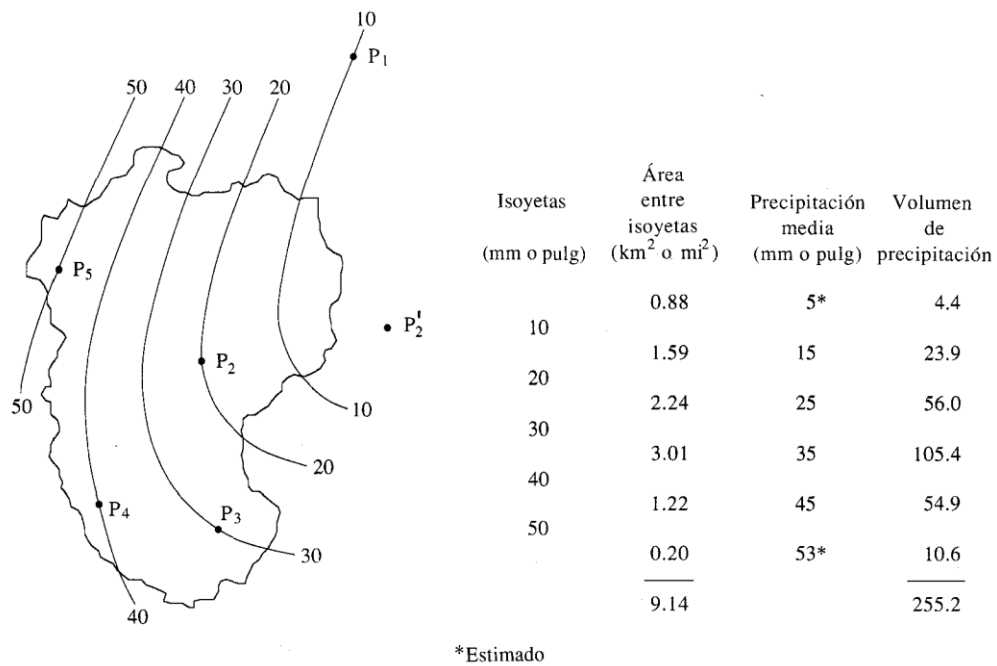 10
P1
50
40
30
20
P5
P2'
P2
50
10
20
P4
P3
30
40
Isoyetas
(mm o pulg)
Área
entre
isoyetas
(km² o mi²)
Precipitación
media
(mm o pulg)
Volumen
de
precipitación
0.88 5* 4.4
10
1.59 15 23.9
20
2.24 25 56.0
30
3.01 35 105.4
40
1.22 45 54.9
50
0.20 53* 10.6
9.14 255.2
*Estimado